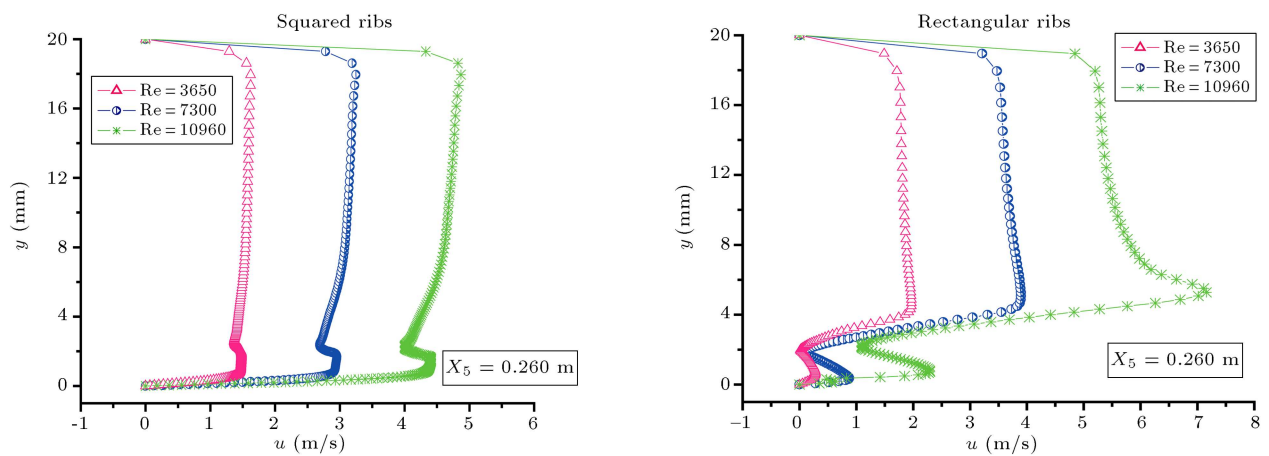 Squared ribs
20
16
12
8
4
0
y (mm)
Re = 3650
Re = 7300
Re = 10960
X5 = 0.260 m
-1 0 1 2 3 4 5 6
u (m/s)
Rectangular ribs
20
16
12
8
4
0
y (mm)
Re = 3650
Re = 7300
Re = 10960
X5 = 0.260 m
−1 0 1 2 3 4 5 6 7 8
u (m/s)